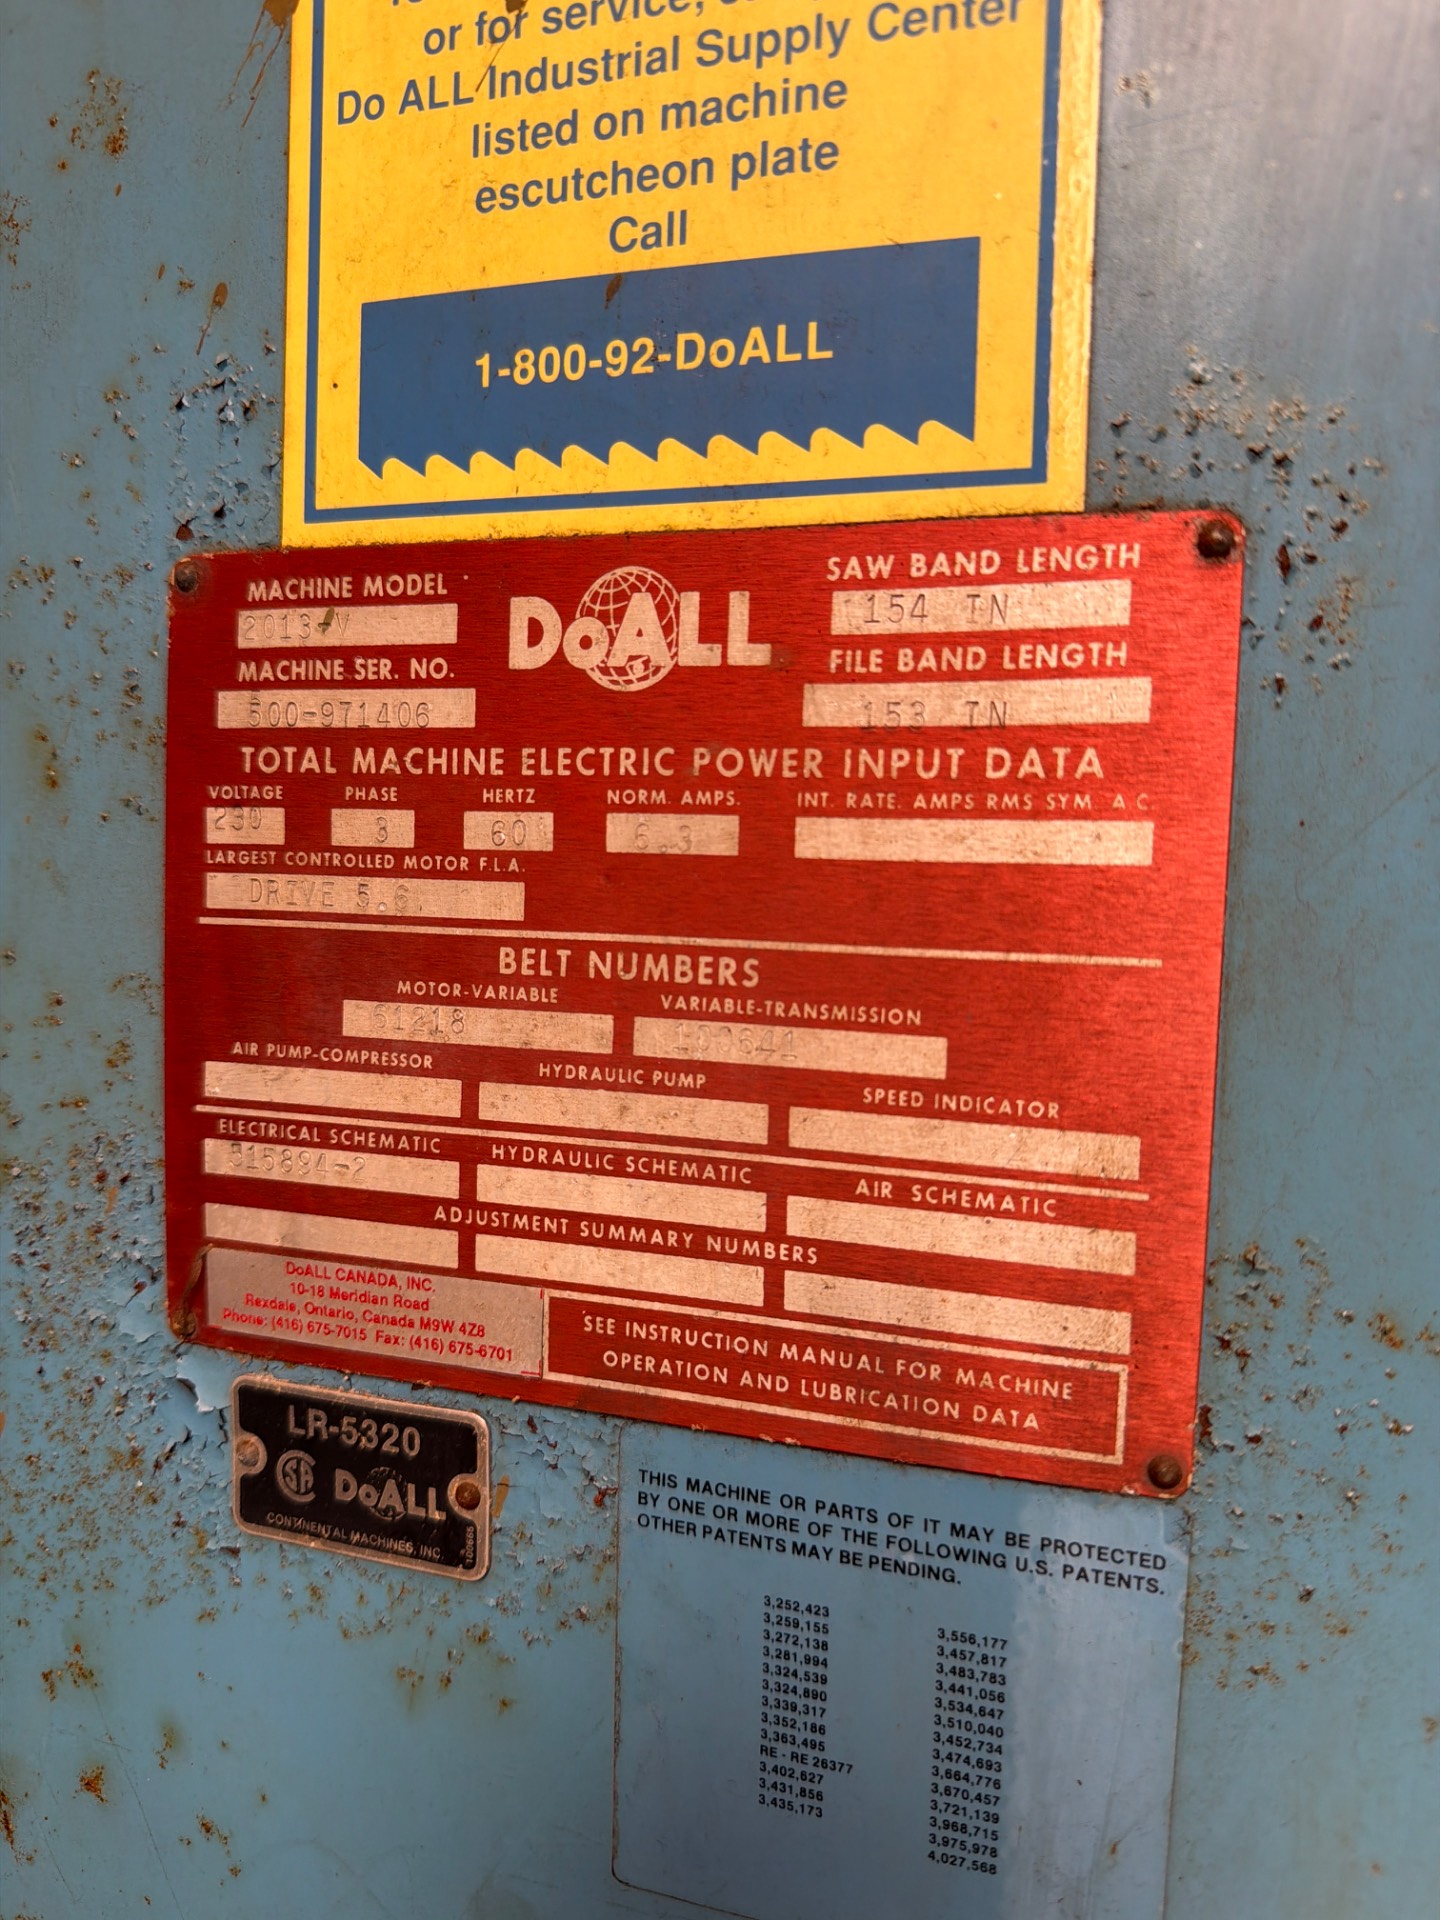 or for service,
Do ALL Industrial Supply Center
listed on machine
escutcheon plate
Call
1-800-92-DoALL
MACHINE MODEL
2013-V
MACHINE SER. NO.
500-971406
DoALL
SAW BAND LENGTH
154 IN
FILE BAND LENGTH
153 IN
TOTAL MACHINE ELECTRIC POWER INPUT DATA
VOLTAGE PHASE HERTZ NORM. AMPS. INT. RATE. AMPS RMS SYM. A C
230 3 60 6.3
LARGEST CONTROLLED MOTOR F.L.A.
DRIVE 5.6
BELT NUMBERS
MOTOR-VARIABLE VARIABLE-TRANSMISSION
61218 100641
AIR PUMP-COMPRESSOR HYDRAULIC PUMP SPEED INDICATOR
ELECTRICAL SCHEMATIC HYDRAULIC SCHEMATIC AIR SCHEMATIC
315894-2
ADJUSTMENT SUMMARY NUMBERS
DoALL CANADA, INC.
10-18 Meridian Road
Rexdale, Ontario, Canada M9W 4Z8
Phone: (416) 675-7015 Fax: (416) 675-6701
SEE INSTRUCTION MANUAL FOR MACHINE
OPERATION AND LUBRICATION DATA
LR-5320
SA DoALL
CONTINENTAL MACHINES, INC.
100665
THIS MACHINE OR PARTS OF IT MAY BE PROTECTED
BY ONE OR MORE OF THE FOLLOWING U.S. PATENTS.
OTHER PATENTS MAY BE PENDING.
3,252,423
3,259,155
3,272,138
3,281,994
3,324,539
3,324,890
3,339,317
3,352,186
3,363,495
RE - RE 26377
3,402,627
3,431,856
3,435,173
3,556,177
3,457,817
3,483,783
3,441,056
3,534,647
3,510,040
3,452,734
3,474,693
3,664,776
3,670,457
3,721,139
3,968,715
3,975,978
4,027,568